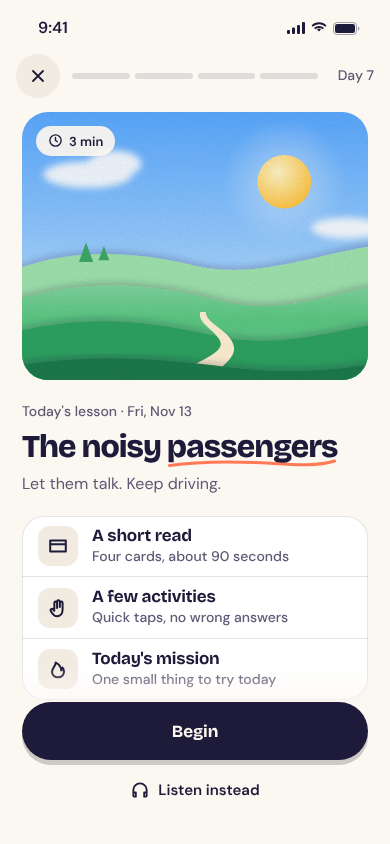 9:41
Day 7
3 min
Today's lesson · Fri, Nov 13
The noisy passengers
Let them talk. Keep driving.
A short read
Four cards, about 90 seconds
A few activities
Quick taps, no wrong answers
Today's mission
One small thing to try today
Begin
Listen instead